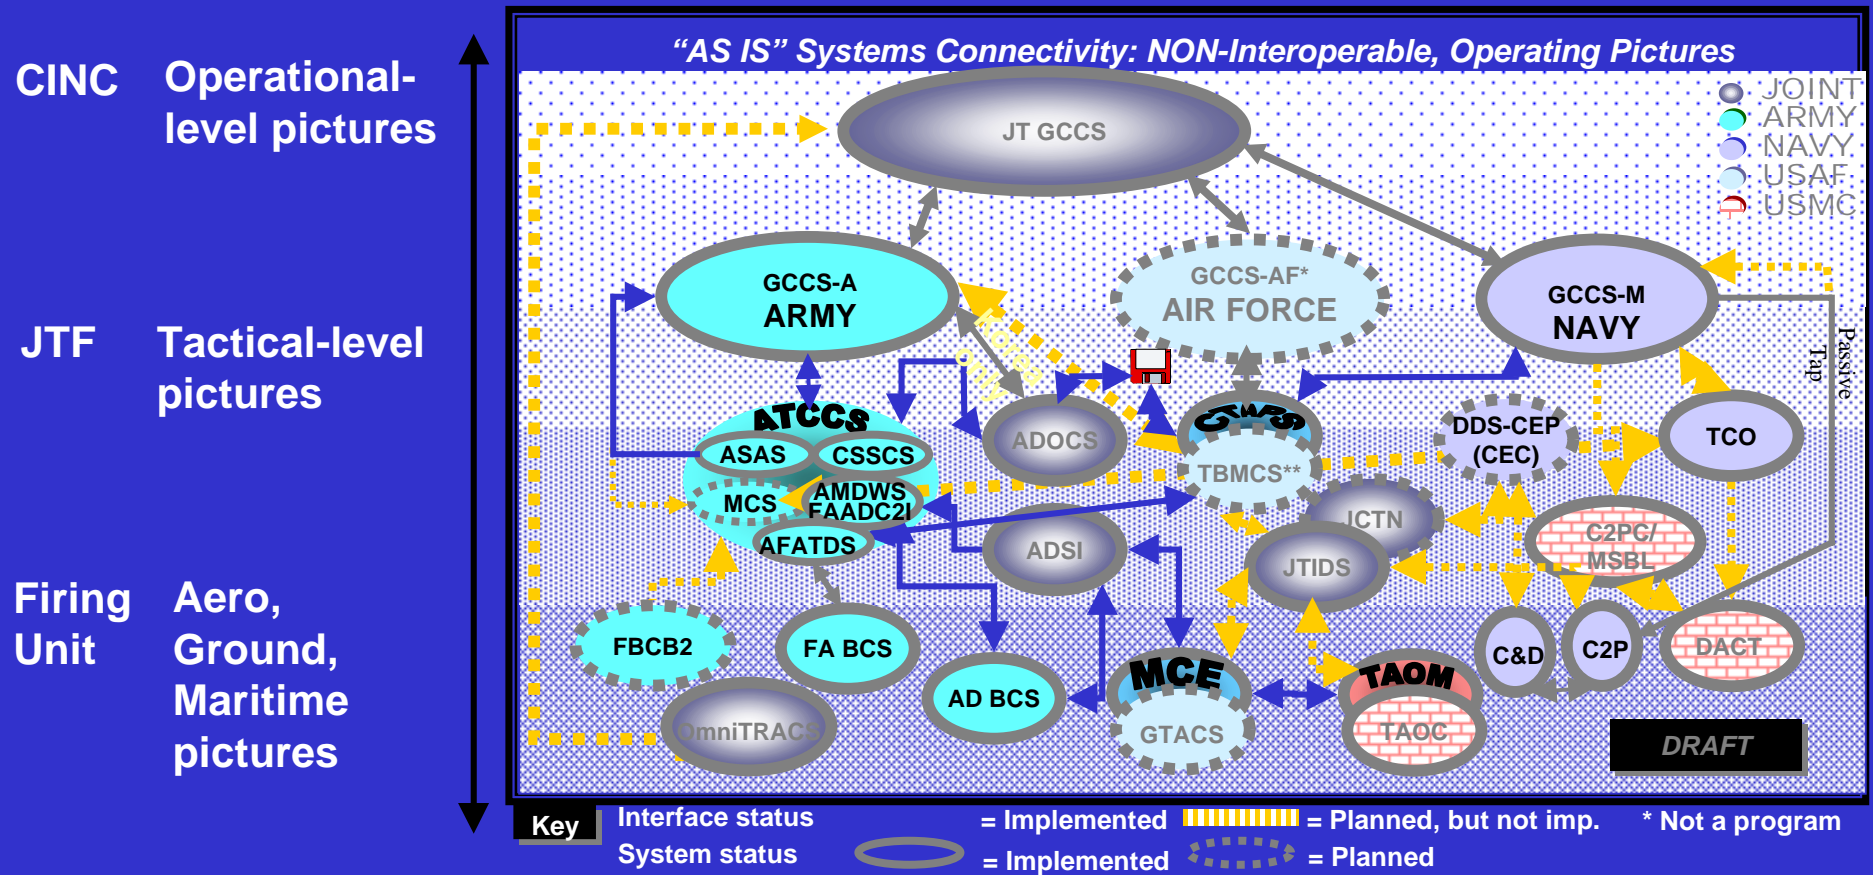 “AS IS” Systems Connectivity: NON-Interoperable, Operating Pictures
CINC
Operational-
level pictures
JTF
Tactical-level
pictures
Firing
Unit
Aero,
Ground,
Maritime
pictures
JOINT
ARMY
NAVY
USAF
USMC
JT GCCS
GCCS-A
ARMY
GCCS-AF*
AIR FORCE
GCCS-M
NAVY
Korea
only
Passive
Tap
ATCCS
ASAS
CSSCS
MCS
AMDWS
FAADC2I
AFATDS
ADOCS
CTAPS
TBMCS**
DDS-CEP
(CEC)
TCO
ADSI
JCTN
JTIDS
C2PC/
MSBL
FBCB2
FA BCS
AD BCS
MCE
GTACS
TAOM
TAOC
C&D
C2P
DACT
OmniTRACS
DRAFT
Key
Interface status
= Implemented
= Planned, but not imp.
* Not a program
System status
= Implemented
= Planned